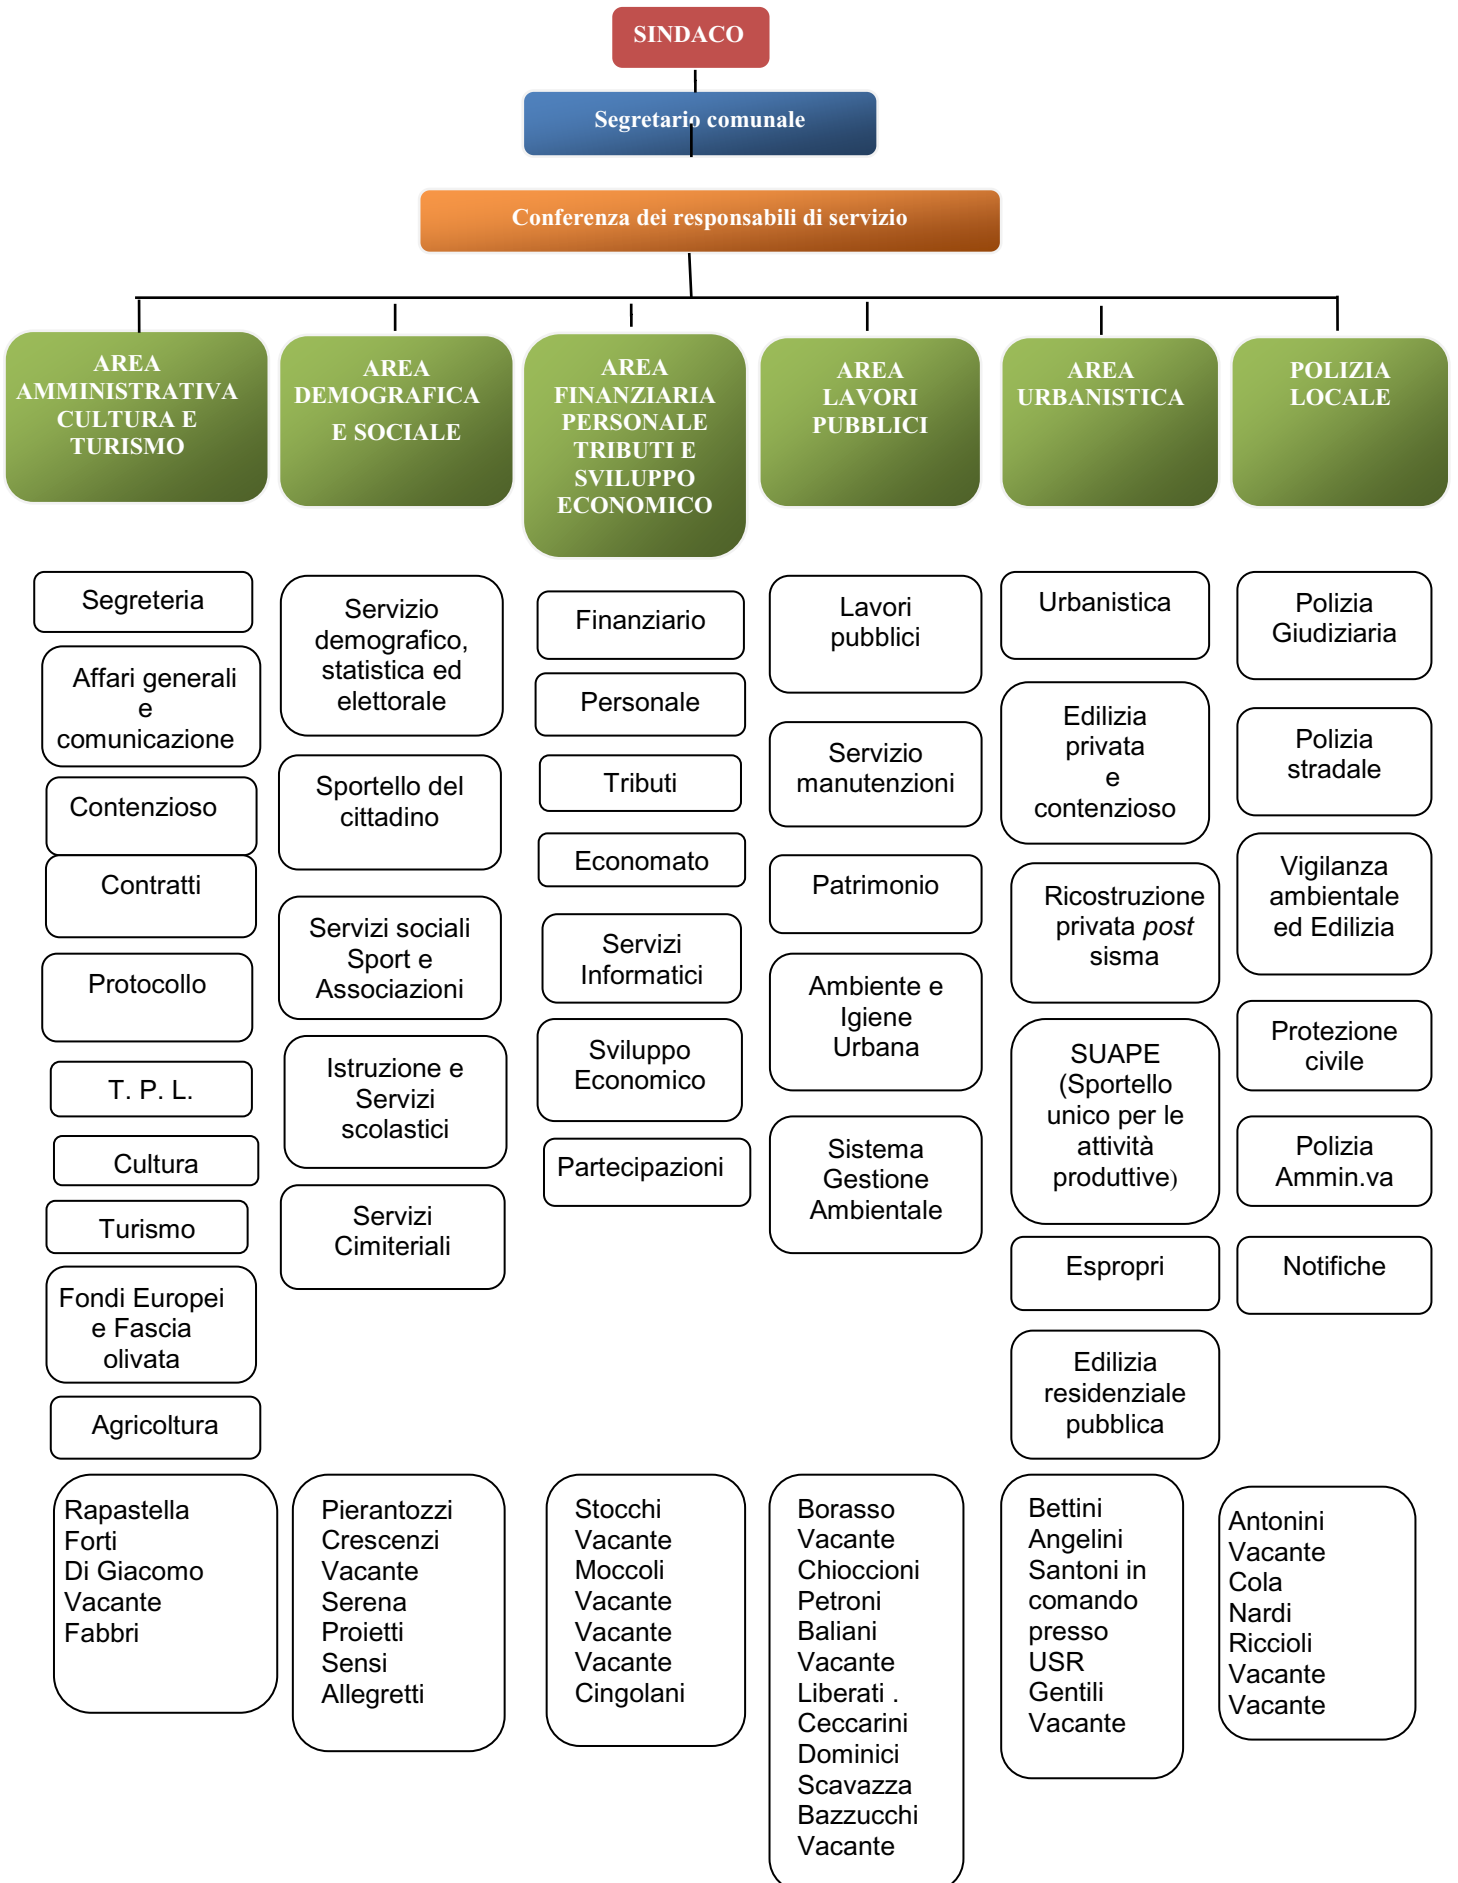 SINDACO
Segretario comunale
Conferenza dei responsabili di servizio
AREA
AMMINISTRATIVA
CULTURA E
TURISMO
AREA
DEMOGRAFICA
E SOCIALE
AREA
FINANZIARIA
PERSONALE
TRIBUTI E
SVILUPPO
ECONOMICO
AREA
LAVORI
PUBBLICI
AREA
URBANISTICA
POLIZIA
LOCALE
Segreteria
Affari generali
e
comunicazione
Contenzioso
Contratti
Protocollo
T. P. L.
Cultura
Turismo
Fondi Europei
e Fascia
olivata
Agricoltura
Rapastella
Forti
Di Giacomo
Vacante
Fabbri
Servizio
demografico,
statistica ed
elettorale
Sportello del
cittadino
Servizi sociali
Sport e
Associazioni
Istruzione e
Servizi
scolastici
Servizi
Cimiteriali
Pierantozzi
Crescenzi
Vacante
Serena
Proietti
Sensi
Allegretti
Finanziario
Personale
Tributi
Economato
Servizi
Informatici
Sviluppo
Economico
Partecipazioni
Stocchi
Vacante
Moccoli
Vacante
Vacante
Vacante
Cingolani
Lavori
pubblici
Servizio
manutenzioni
Patrimonio
Ambiente e
Igiene
Urbana
Sistema
Gestione
Ambientale
Borasso
Vacante
Chioccioni
Petroni
Baliani
Vacante
Liberati .
Ceccarini
Dominici
Scavazza
Bazzucchi
Vacante
Urbanistica
Edilizia
privata
e
contenzioso
Ricostruzione
privata post
sisma
SUAPE
(Sportello
unico per le
attività
produttive)
Espropri
Edilizia
residenziale
pubblica
Bettini
Angelini
Santoni in
comando
presso
USR
Gentili
Vacante
Polizia
Giudiziaria
Polizia
stradale
Vigilanza
ambientale
ed Edilizia
Protezione
civile
Polizia
Ammin.va
Notifiche
Antonini
Vacante
Cola
Nardi
Riccioli
Vacante
Vacante